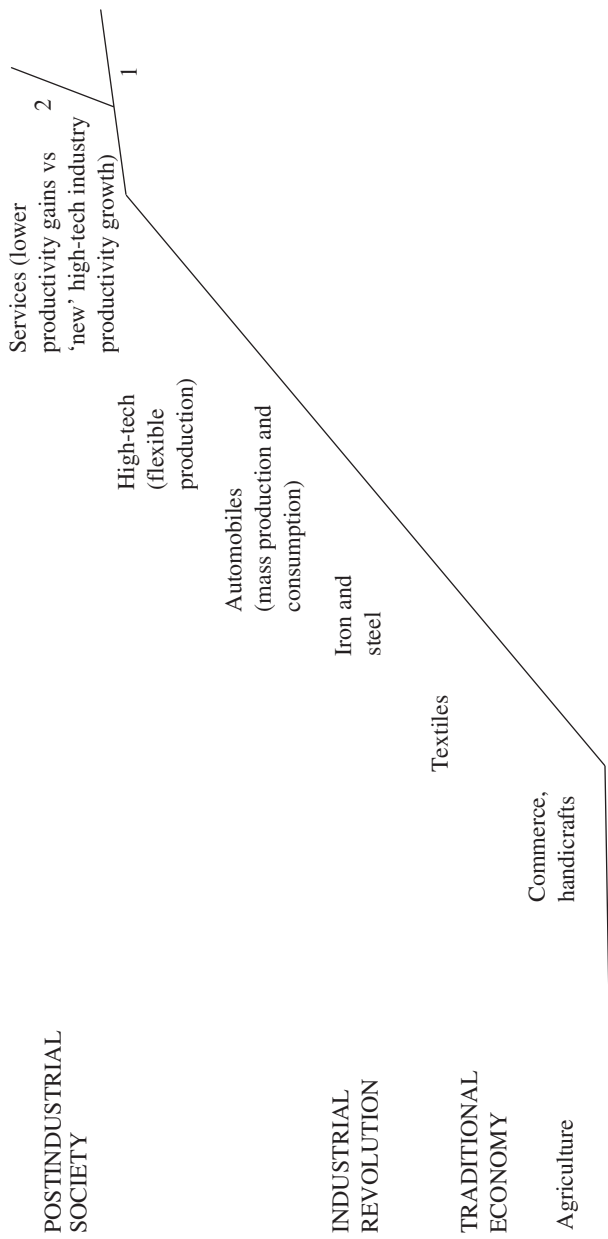 POSTINDUSTRIAL
SOCIETY
INDUSTRIAL
REVOLUTION
TRADITIONAL
ECONOMY
Agriculture
Commerce,
handicrafts
Textiles
Iron and
steel
Automobiles
(mass production and
consumption)
High-tech
(flexible
production)
Services (lower
productivity gains vs
‘new’ high-tech industry
productivity growth)
2
1